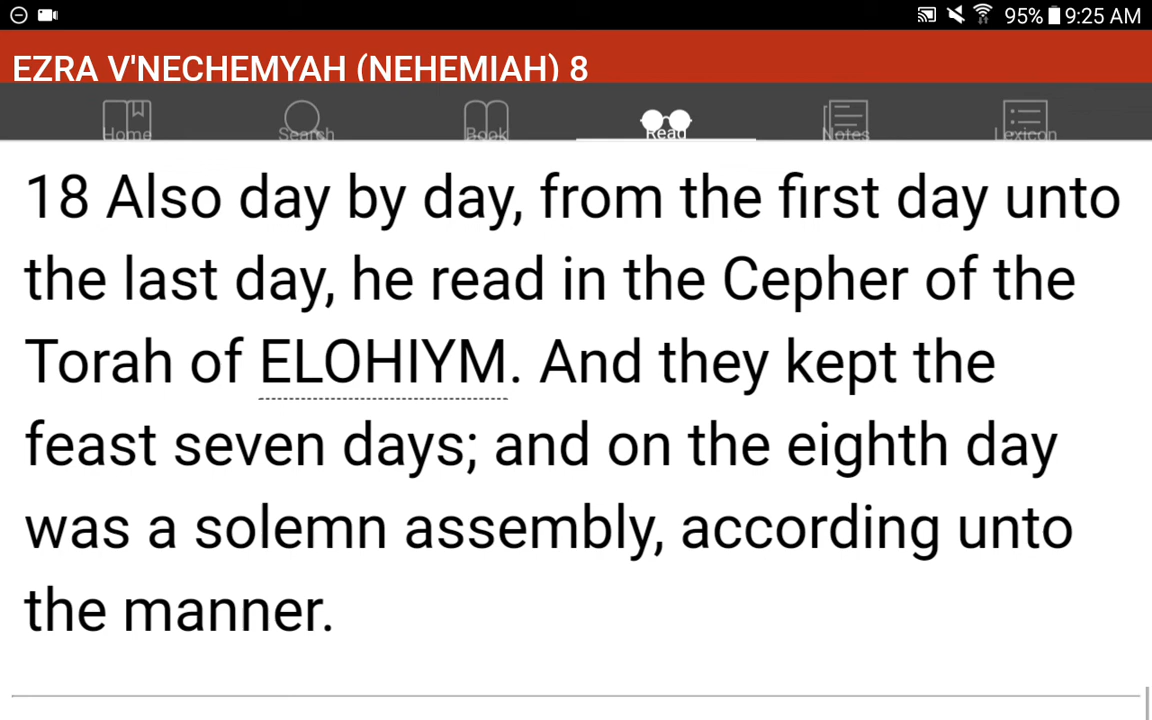 95% 9:25 AM
EZRA V'NECHEMYAH (NEHEMIAH) 8
Home Search Book Read Notes Lexicon
18 Also day by day, from the first day unto
the last day, he read in the Cepher of the
Torah of ELOHIYM. And they kept the
feast seven days; and on the eighth day
was a solemn assembly, according unto
the manner.